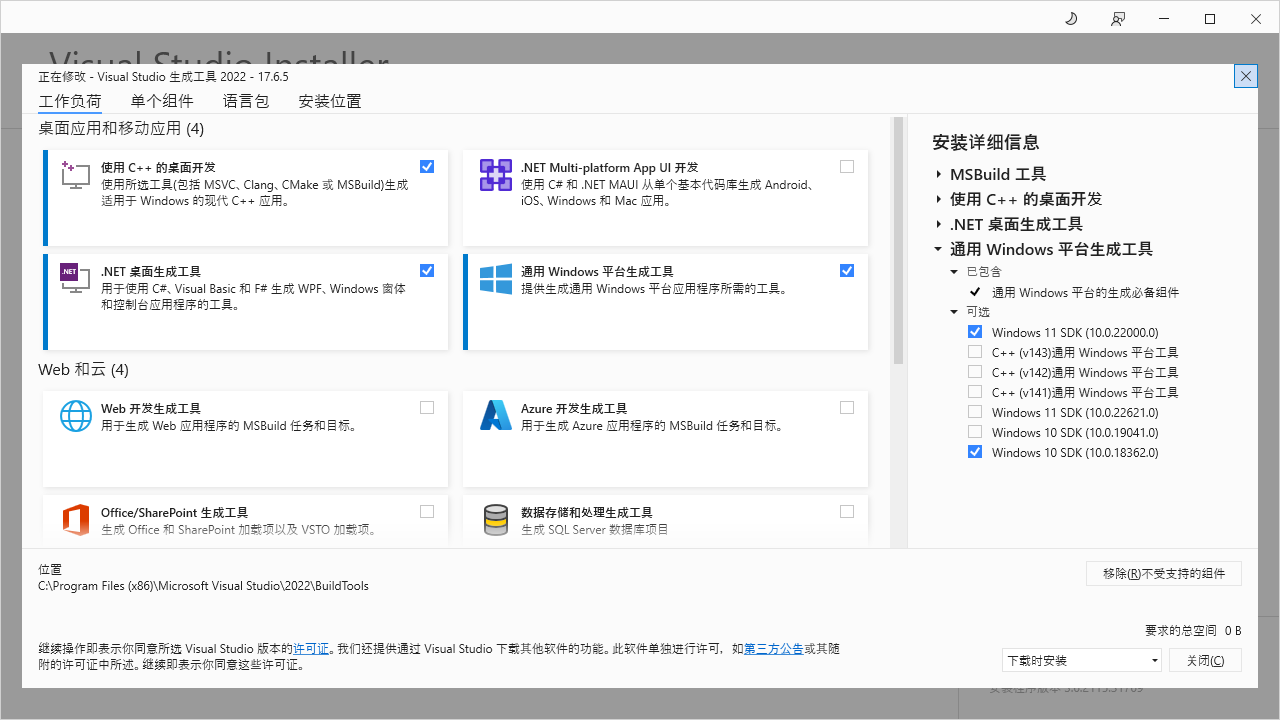 Visual Studio Installer
正在修改 - Visual Studio 生成工具 2022 - 17.6.5
工作负荷 单个组件 语言包 安装位置
桌面应用和移动应用 (4)
使用 C++ 的桌面开发
使用所选工具(包括 MSVC、Clang、CMake 或 MSBuild)生成
适用于 Windows 的现代 C++ 应用。
.NET Multi-platform App UI 开发
使用 C# 和 .NET MAUI 从单个基本代码库生成 Android、
iOS、Windows 和 Mac 应用。
.NET
.NET 桌面生成工具
用于使用 C#、Visual Basic 和 F# 生成 WPF、Windows 窗体
和控制台应用程序的工具。
通用 Windows 平台生成工具
提供生成通用 Windows 平台应用程序所需的工具。
Web 和云 (4)
Web 开发生成工具
用于生成 Web 应用程序的 MSBuild 任务和目标。
Azure 开发生成工具
用于生成 Azure 应用程序的 MSBuild 任务和目标。
Office/SharePoint 生成工具
生成 Office 和 SharePoint 加载项以及 VSTO 加载项。
数据存储和处理生成工具
生成 SQL Server 数据库项目
安装详细信息
MSBuild 工具
使用 C++ 的桌面开发
.NET 桌面生成工具
通用 Windows 平台生成工具
已包含
通用 Windows 平台的生成必备组件
可选
Windows 11 SDK (10.0.22000.0)
C++ (v143)通用 Windows 平台工具
C++ (v142)通用 Windows 平台工具
C++ (v141)通用 Windows 平台工具
Windows 11 SDK (10.0.22621.0)
Windows 10 SDK (10.0.19041.0)
Windows 10 SDK (10.0.18362.0)
位置
C:\Program Files (x86)\Microsoft Visual Studio\2022\BuildTools
移除(R)不受支持的组件
要求的总空间 0 B
继续操作即表示你同意所选 Visual Studio 版本的许可证。我们还提供通过 Visual Studio 下载其他软件的功能。此软件单独进行许可，如第三方公告或其随
附的许可证中所述。继续即表示你同意这些许可证。
下载时安装
关闭(C)